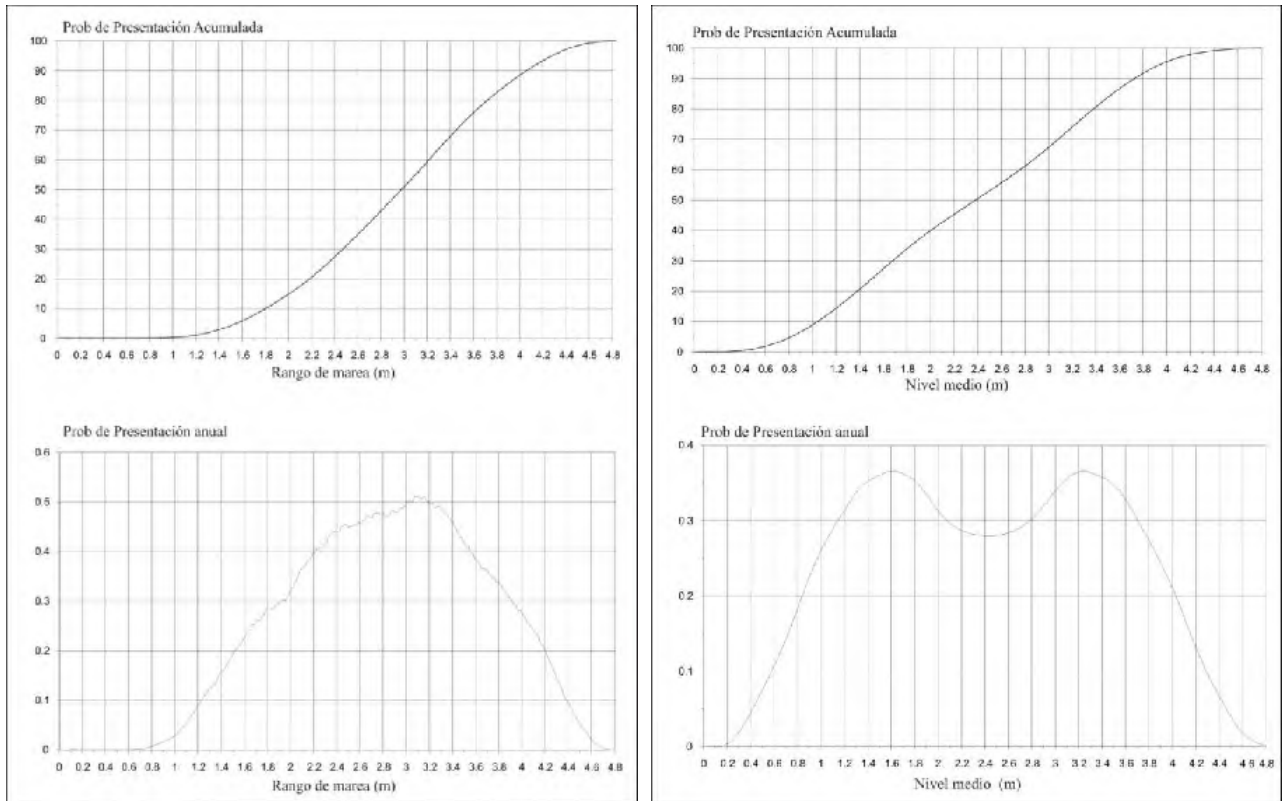 Prob de Presentación Acumulada
100
90
80
70
60
50
40
30
20
10
0
0 0.2 0.4 0.6 0.8 1 1.2 1.4 1.6 1.8 2 2.2 2.4 2.6 2.8 3 3.2 3.4 3.6 3.8 4 4.2 4.4 4.6 4.8
Rango de marea (m)
Prob de Presentación anual
0.6
0.5
0.4
0.3
0.2
0.1
0
0 0.2 0.4 0.6 0.8 1 1.2 1.4 1.6 1.8 2 2.2 2.4 2.6 2.8 3 3.2 3.4 3.6 3.8 4 4.2 4.4 4.6 4.8
Rango de marea (m)
Prob de Presentación Acumulada
100
90
80
70
60
50
40
30
20
10
0
0 0.2 0.4 0.6 0.8 1 1.2 1.4 1.6 1.8 2 2.2 2.4 2.6 2.8 3 3.2 3.4 3.6 3.8 4 4.2 4.4 4.6 4.8
Nivel medio (m)
Prob de Presentación anual
0.4
0.3
0.2
0.1
0
0 0.2 0.4 0.6 0.8 1 1.2 1.4 1.6 1.8 2 2.2 2.4 2.6 2.8 3 3.2 3.4 3.6 3.8 4 4.2 4.4 4.6 4.8
Nivel medio (m)